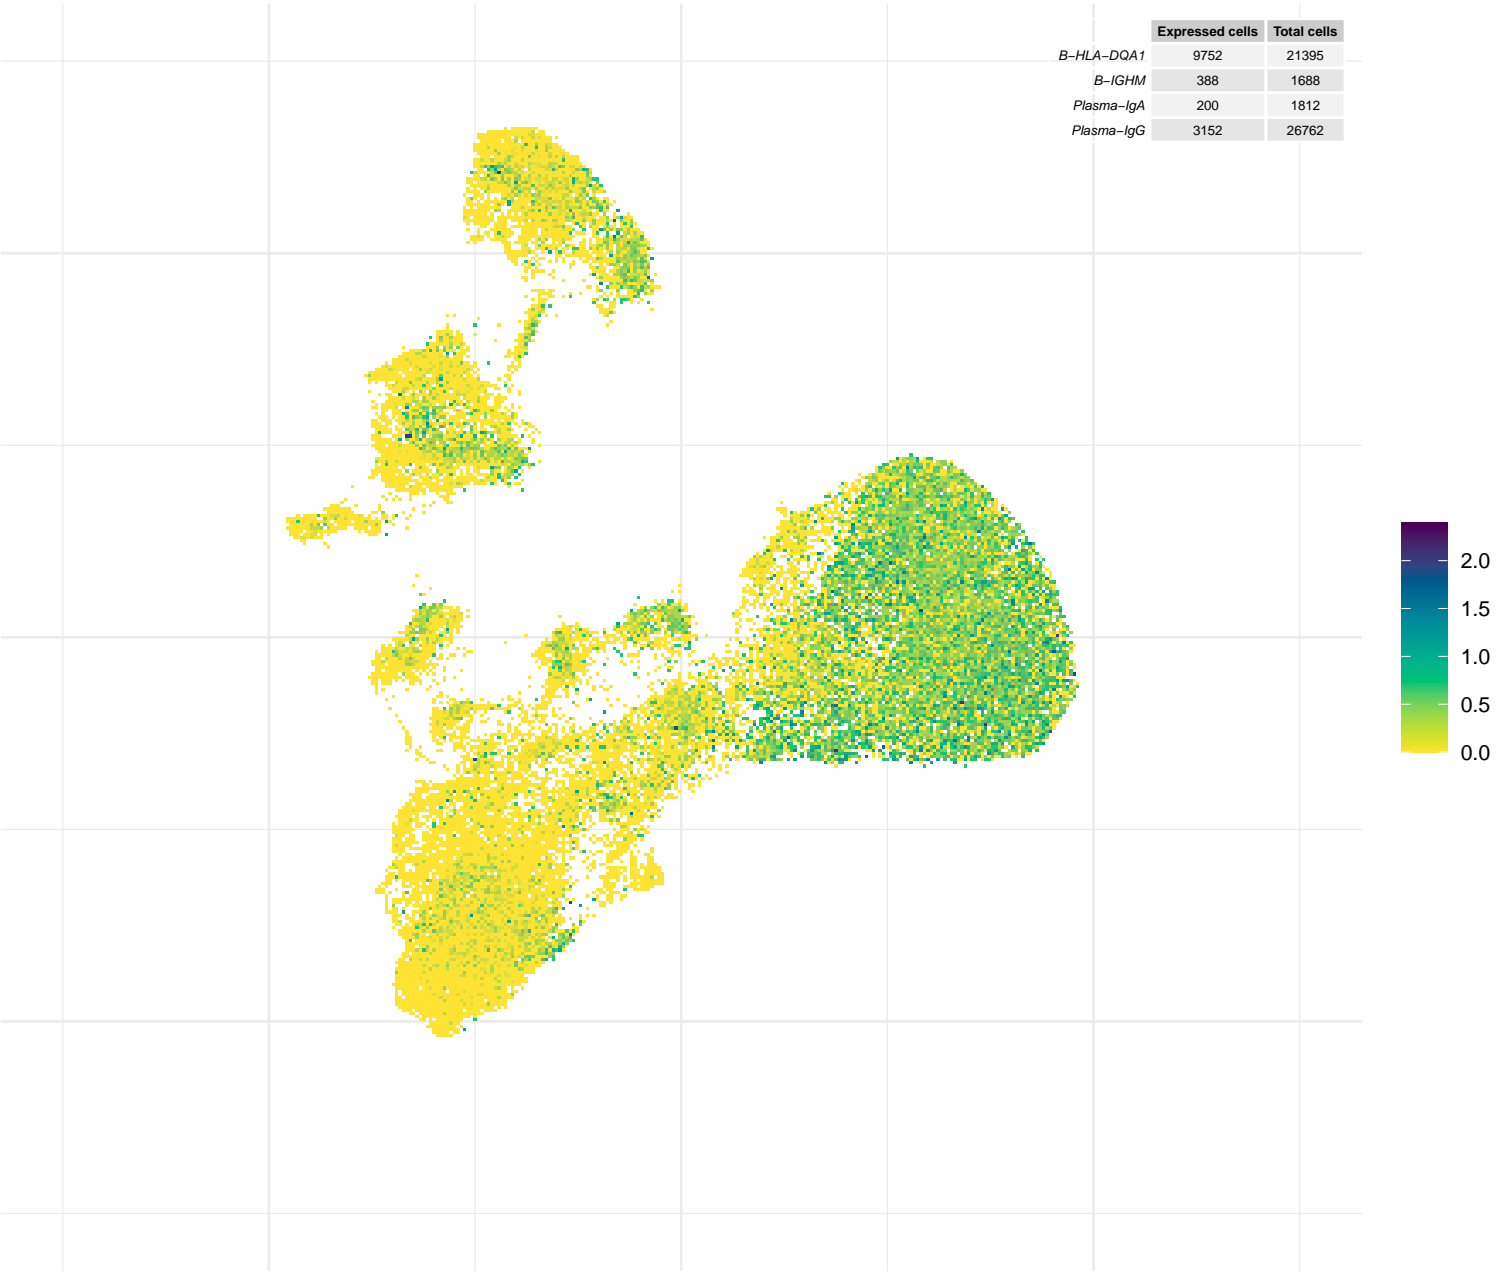 Expressed cells Total cells
B−HLA−DQA1 9752 21395
B−IGHM 388 1688
Plasma−IgA 200 1812
Plasma−IgG 3152 26762
2.0
1.5
1.0
0.5
0.0